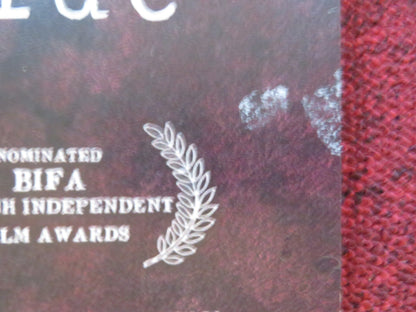 NOMINATED
BIFA
H INDEPENDENT
LM AWARDS